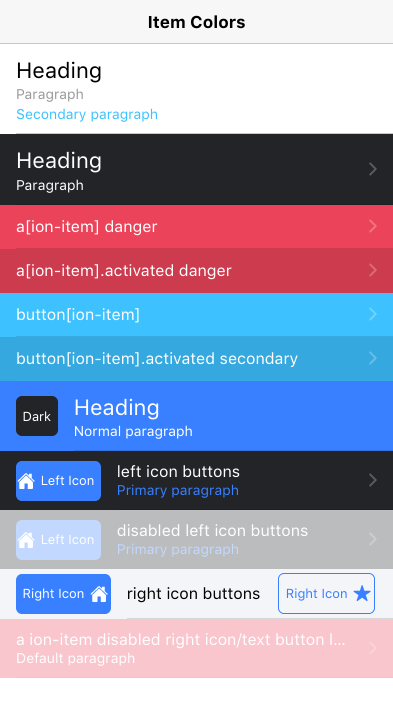 Item Colors
Heading
Paragraph
Secondary paragraph
Heading
Paragraph
a[ion-item] danger
a[ion-item].activated danger
button[ion-item]
button[ion-item].activated secondary
Dark
Heading
Normal paragraph
Left Icon
left icon buttons
Primary paragraph
Left Icon
disabled left icon buttons
Primary paragraph
Right Icon right icon buttons Right Icon
a ion-item disabled right icon/text button l...
Default paragraph